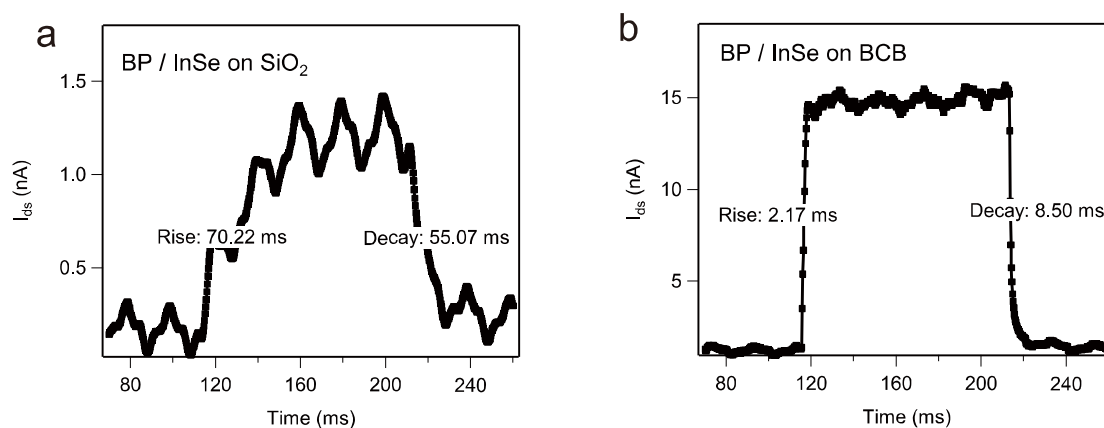 a
BP / InSe on SiO₂
1.5
1.0
0.5
I_ds (nA)
Rise: 70.22 ms
Decay: 55.07 ms
80 120 160 200 240
Time (ms)
b
BP / InSe on BCB
15
10
5
I_ds (nA)
Rise: 2.17 ms
Decay: 8.50 ms
80 120 160 200 240
Time (ms)